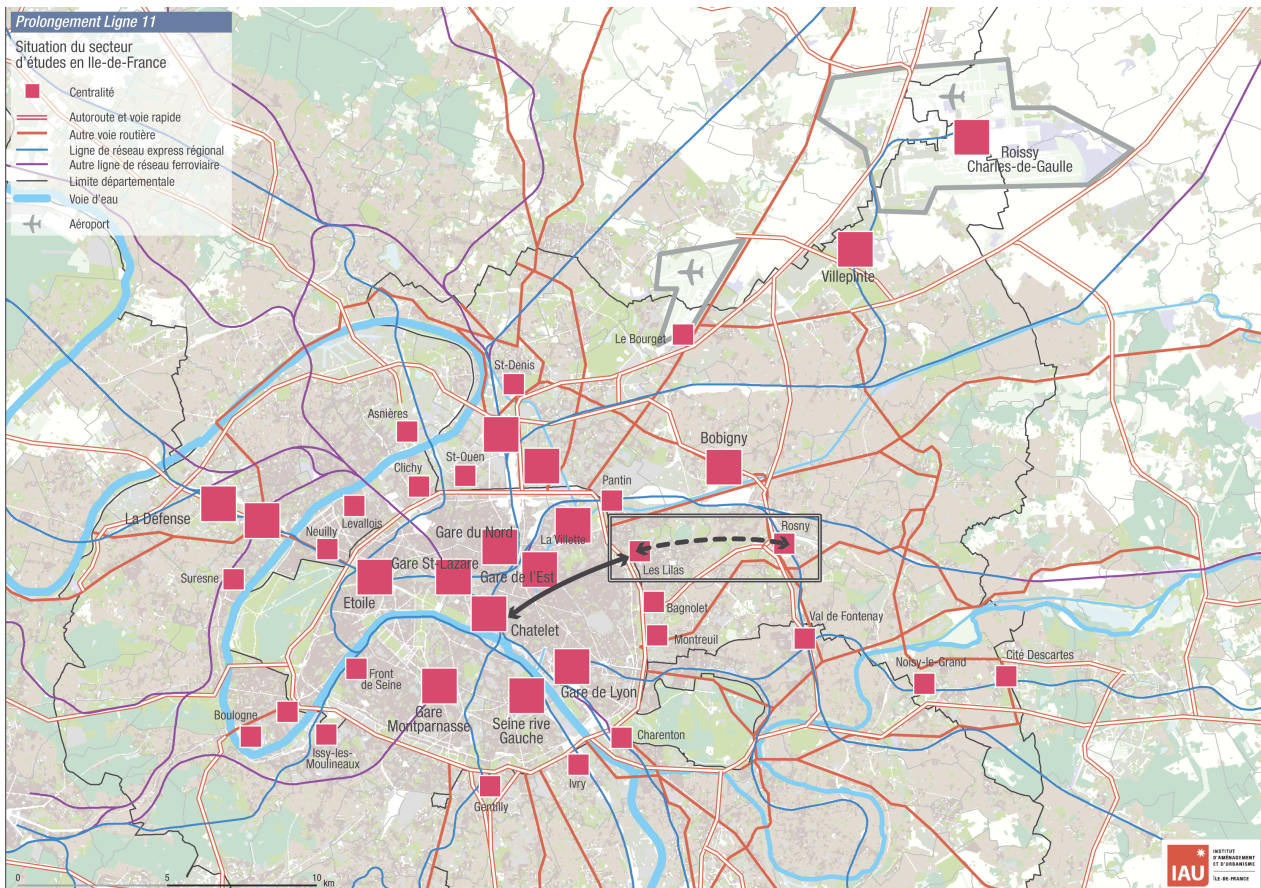 Prolongement Ligne 11
Situation du secteur
d'études en Ile-de-France
Centralité
Autoroute et voie rapide
Autre voie routière
Ligne de réseau express régional
Autre ligne de réseau ferroviaire
Limite départementale
Voie d'eau
Aéroport
Roissy
Charles-de-Gaulle
Villepinte
Le Bourget
St-Denis
Asnières
St-Ouen
Clichy
Bobigny
Pantin
La Défense
Levallois
Neuilly
Gare du Nord
La Villette
Rosny
Gare St-Lazare
Gare de l'Est
Les Lilas
Suresne
Etoile
Chatelet
Bagnolet
Montreuil
Val de Fontenay
Noisy-le-Grand
Cité Descartes
Front
de Seine
Gare de Lyon
Gare
Montparnasse
Seine rive
Gauche
Boulogne
Issy-les-
Moulineaux
Charenton
Ivry
Gentilly
0
5
10
km
IAU
INSTITUT
D'AMÉNAGEMENT
ET D'URBANISME
ÎLE-DE-FRANCE